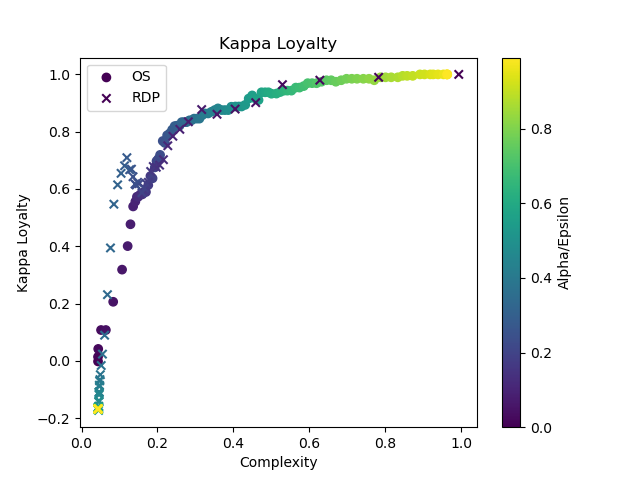 Kappa Loyalty
OS
RDP
1.0
0.8
0.6
0.4
0.2
0.0
−0.2
Kappa Loyalty
0.0 0.2 0.4 0.6 0.8 1.0
Complexity
0.8
0.6
0.4
0.2
0.0
Alpha/Epsilon